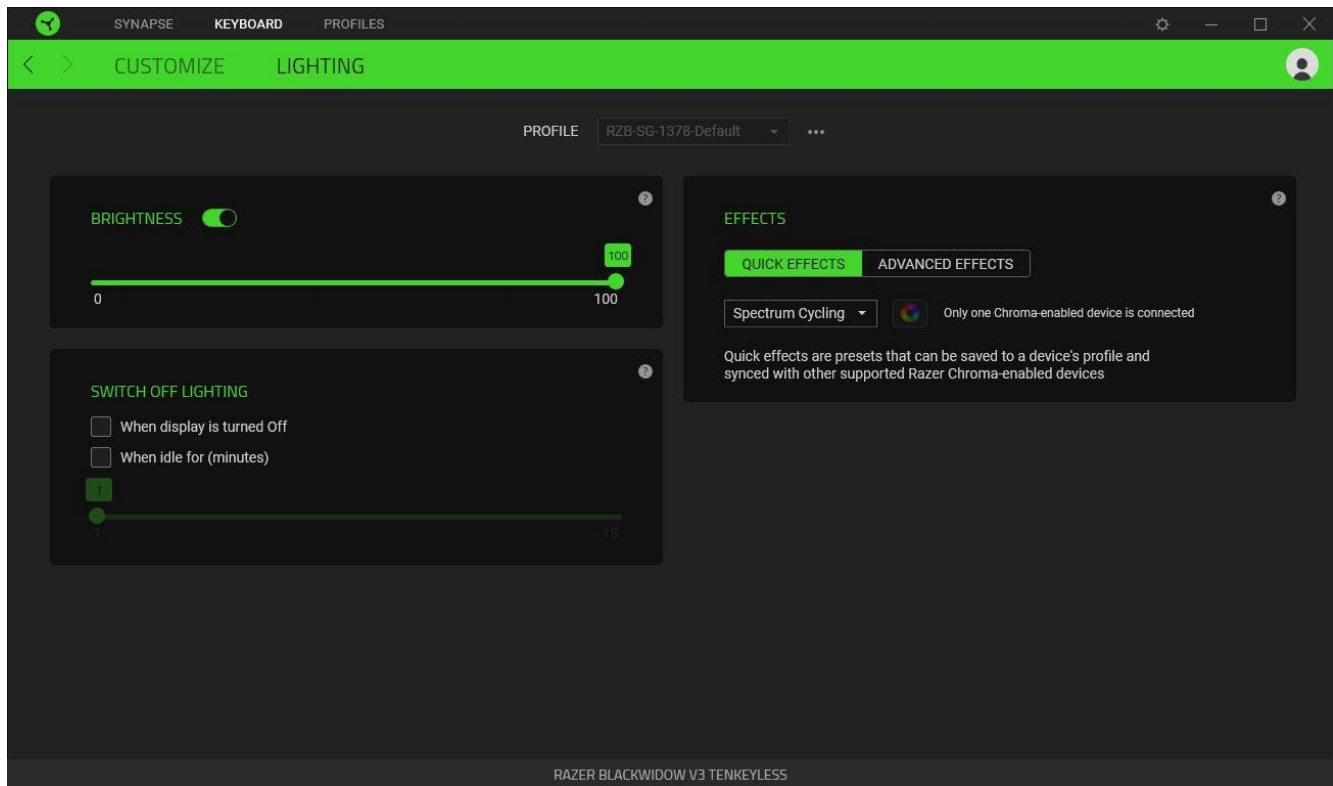 SYNAPSE KEYBOARD PROFILES
CUSTOMIZE LIGHTING
PROFILE RZB-SG-1378-Default
BRIGHTNESS
100
0 100
SWITCH OFF LIGHTING
When display is turned Off
When idle for (minutes)
1
1 15
EFFECTS
QUICK EFFECTS ADVANCED EFFECTS
Spectrum Cycling Only one Chroma-enabled device is connected
Quick effects are presets that can be saved to a device's profile and
synced with other supported Razer Chroma-enabled devices
RAZER BLACKWIDOW V3 TENKEYLESS